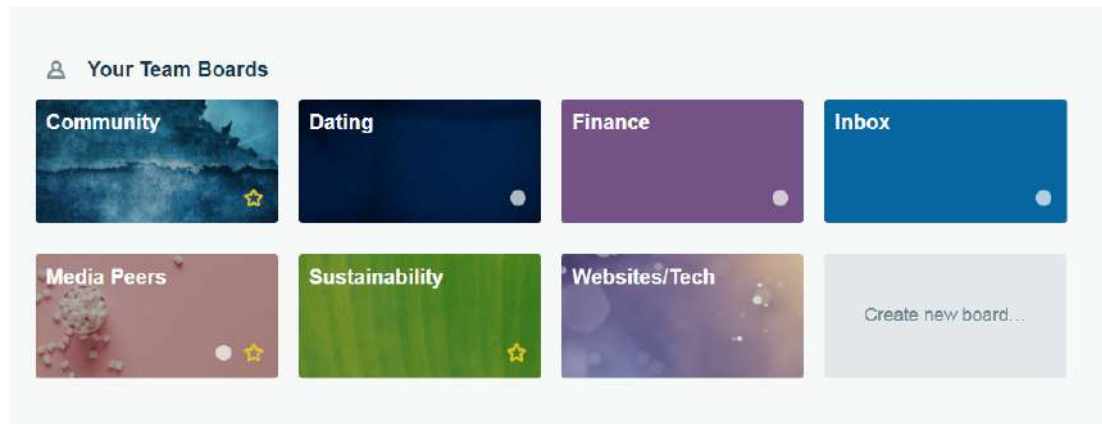 Your Team Boards
Community
Dating
Finance
Inbox
Media Peers
Sustainability
Websites/Tech
Create new board...